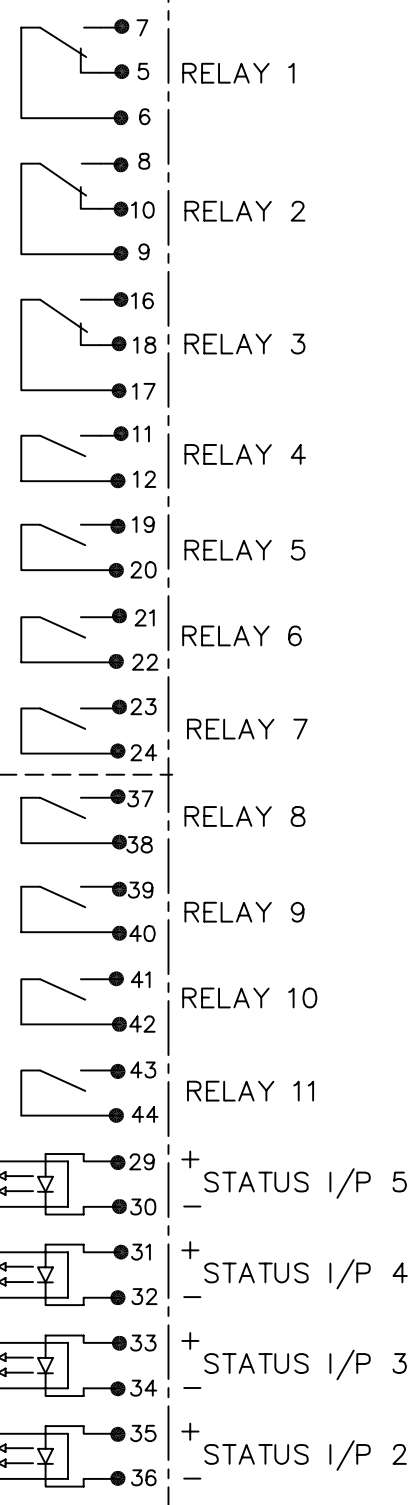 7
5 RELAY 1
6
8
10 RELAY 2
9
16
18 RELAY 3
17
11
RELAY 4
12
19
RELAY 5
20
21
RELAY 6
22
23
RELAY 7
24
37
RELAY 8
38
39
RELAY 9
40
41
RELAY 10
42
43
RELAY 11
44
29 +
STATUS I/P 5
30 −
31 +
STATUS I/P 4
32 −
33 +
STATUS I/P 3
34 −
35 +
STATUS I/P 2
36 −